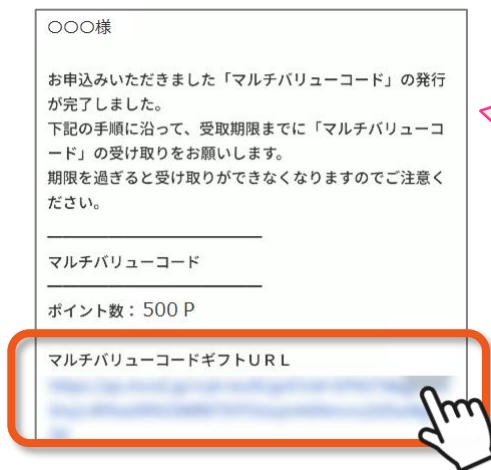 〇〇〇様
お申込みいただきました「マルチバリューコード」の発行
が完了しました。
下記の手順に沿って、受取期限までに「マルチバリューコ
ード」の受け取りをお願いします。
期限を過ぎると受け取りができなくなりますのでご注意く
ださい。
マルチバリューコード
ポイント数：500 P
マルチバリューコードギフトＵＲＬ